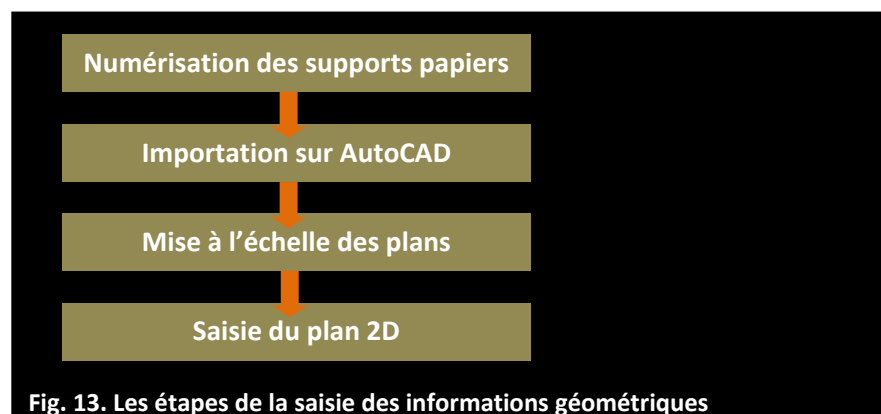 Numérisation des supports papiers
Importation sur AutoCAD
Mise à l’échelle des plans
Saisie du plan 2D
Fig. 13. Les étapes de la saisie des informations géométriques